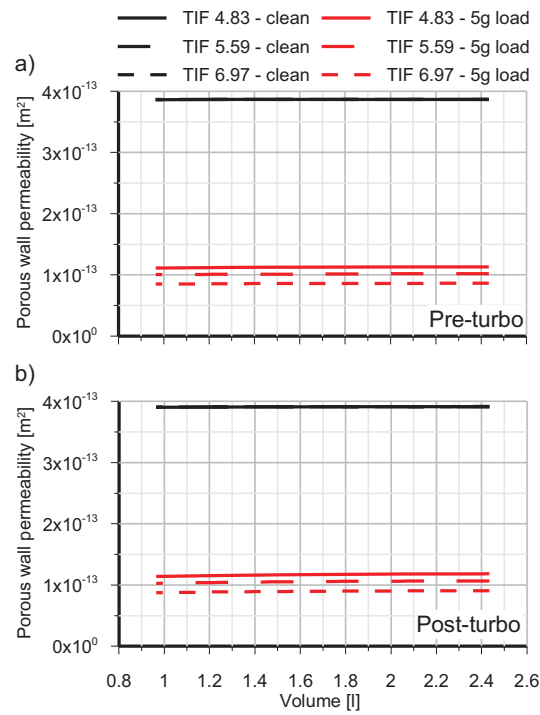 TIF 4.83 - clean TIF 4.83 - 5g load
TIF 5.59 - clean TIF 5.59 - 5g load
TIF 6.97 - clean TIF 6.97 - 5g load
a)
Porous wall permeability [m²]
4x10⁻¹³
3x10⁻¹³
4x10⁻¹³
1x10⁻¹³
0x10⁰
Pre-turbo
b)
Porous wall permeability [m²]
4x10⁻¹³
3x10⁻¹³
2x10⁻¹³
1x10⁻¹³
0x10⁰
Post-turbo
0.8 1 1.2 1.4 1.6 1.8 2 2.2 2.4 2.6
Volume [l]